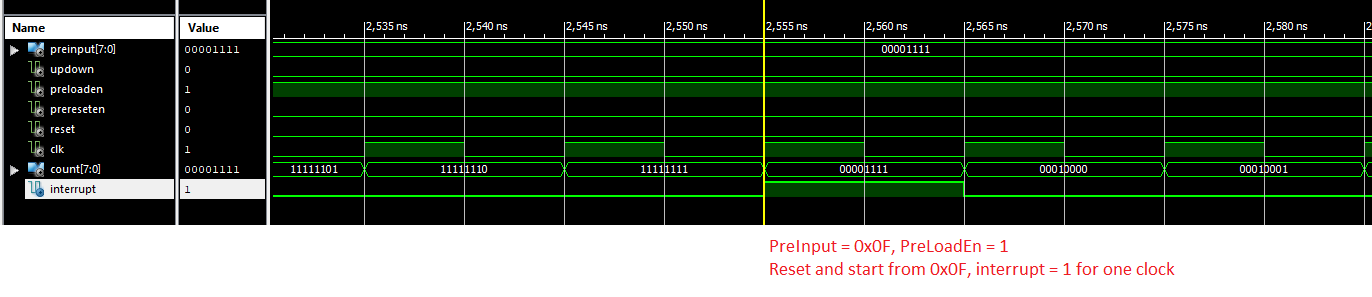 Name Value 2,535 ns 2,540 ns 2,545 ns 2,550 ns 2,555 ns 2,560 ns 2,565 ns 2,570 ns 2,575 ns 2,580 ns
preinput[7:0] 00001111 00001111
updown 0
preloaden 1
prereseten 0
reset 0
clk 1
count[7:0] 00001111 11111101 11111110 11111111 00001111 00010000 00010001
interrupt 1
PreInput = 0x0F, PreLoadEn = 1
Reset and start from 0x0F, interrupt = 1 for one clock